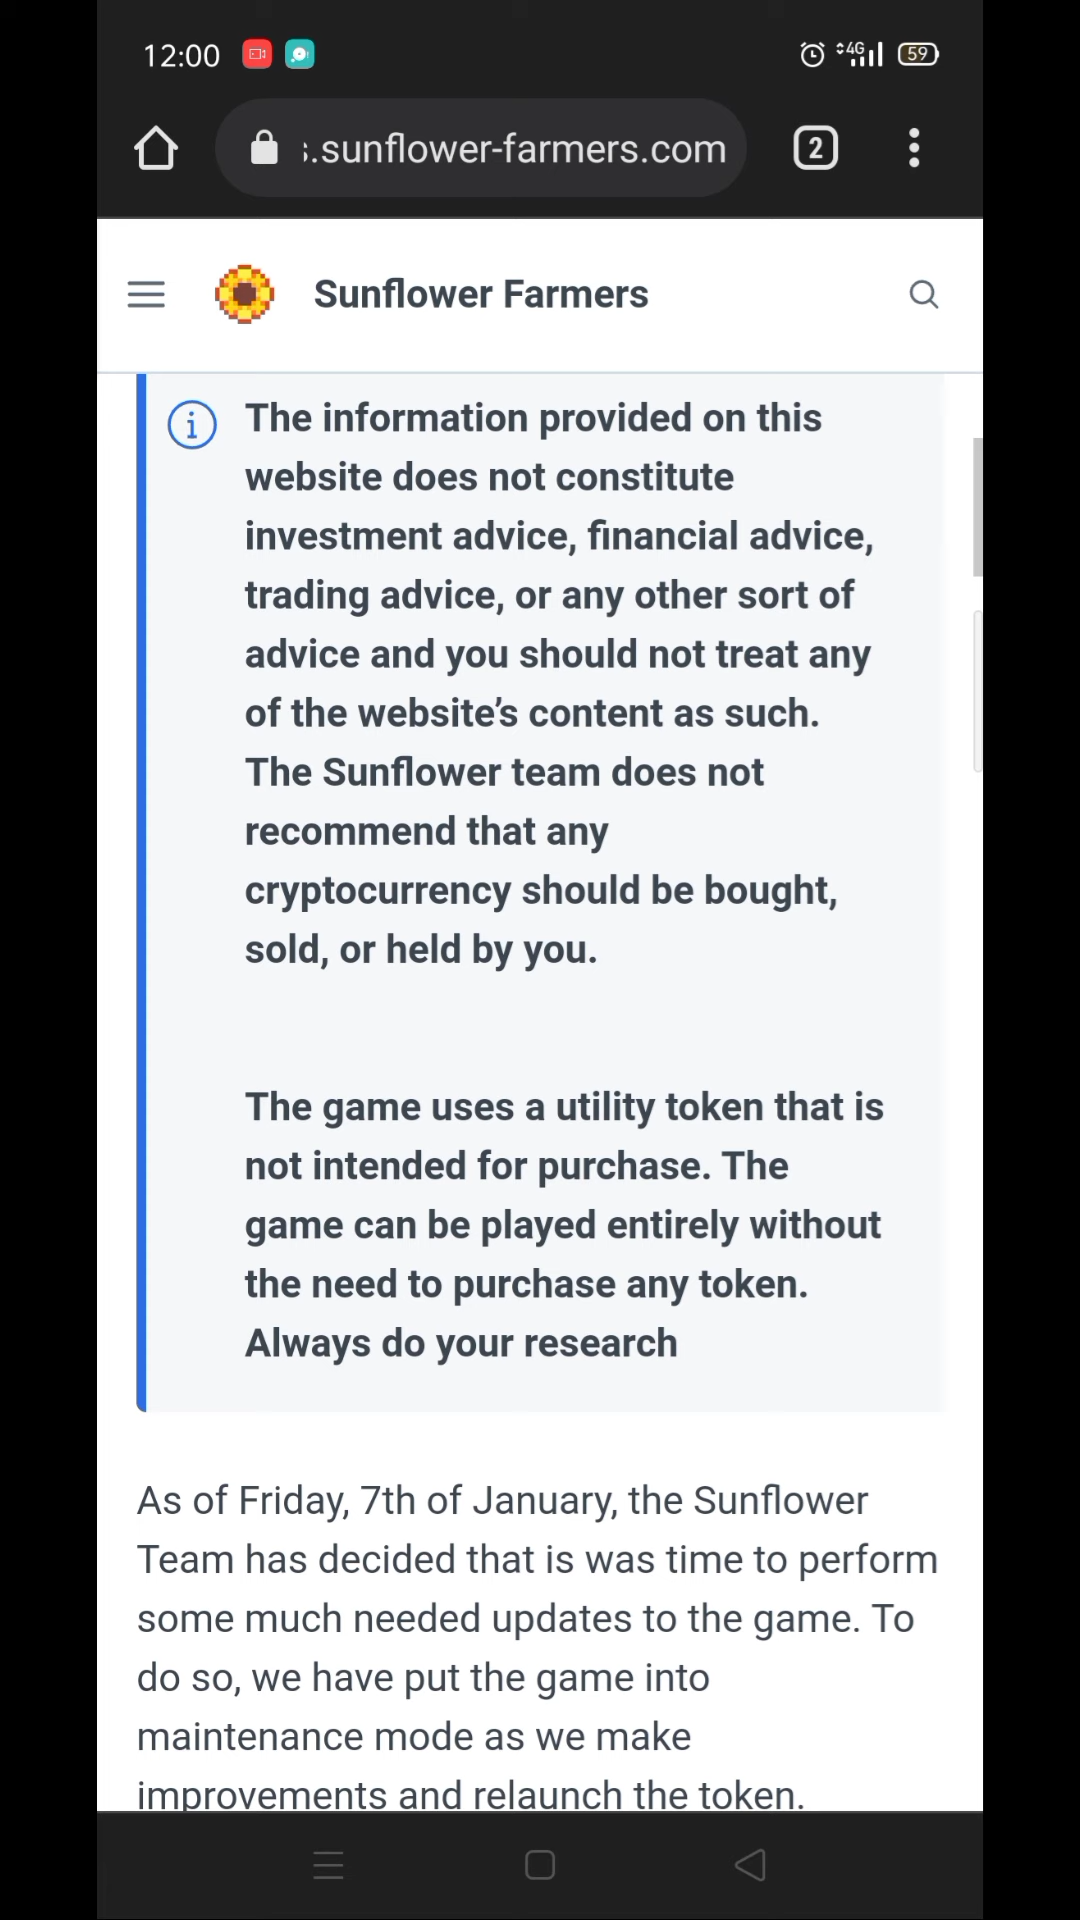 12:00
4G
59
.sunflower-farmers.com
2
Sunflower Farmers
The information provided on this
website does not constitute
investment advice, financial advice,
trading advice, or any other sort of
advice and you should not treat any
of the website’s content as such.
The Sunflower team does not
recommend that any
cryptocurrency should be bought,
sold, or held by you.
The game uses a utility token that is
not intended for purchase. The
game can be played entirely without
the need to purchase any token.
Always do your research
As of Friday, 7th of January, the Sunflower
Team has decided that is was time to perform
some much needed updates to the game. To
do so, we have put the game into
maintenance mode as we make
improvements and relaunch the token.